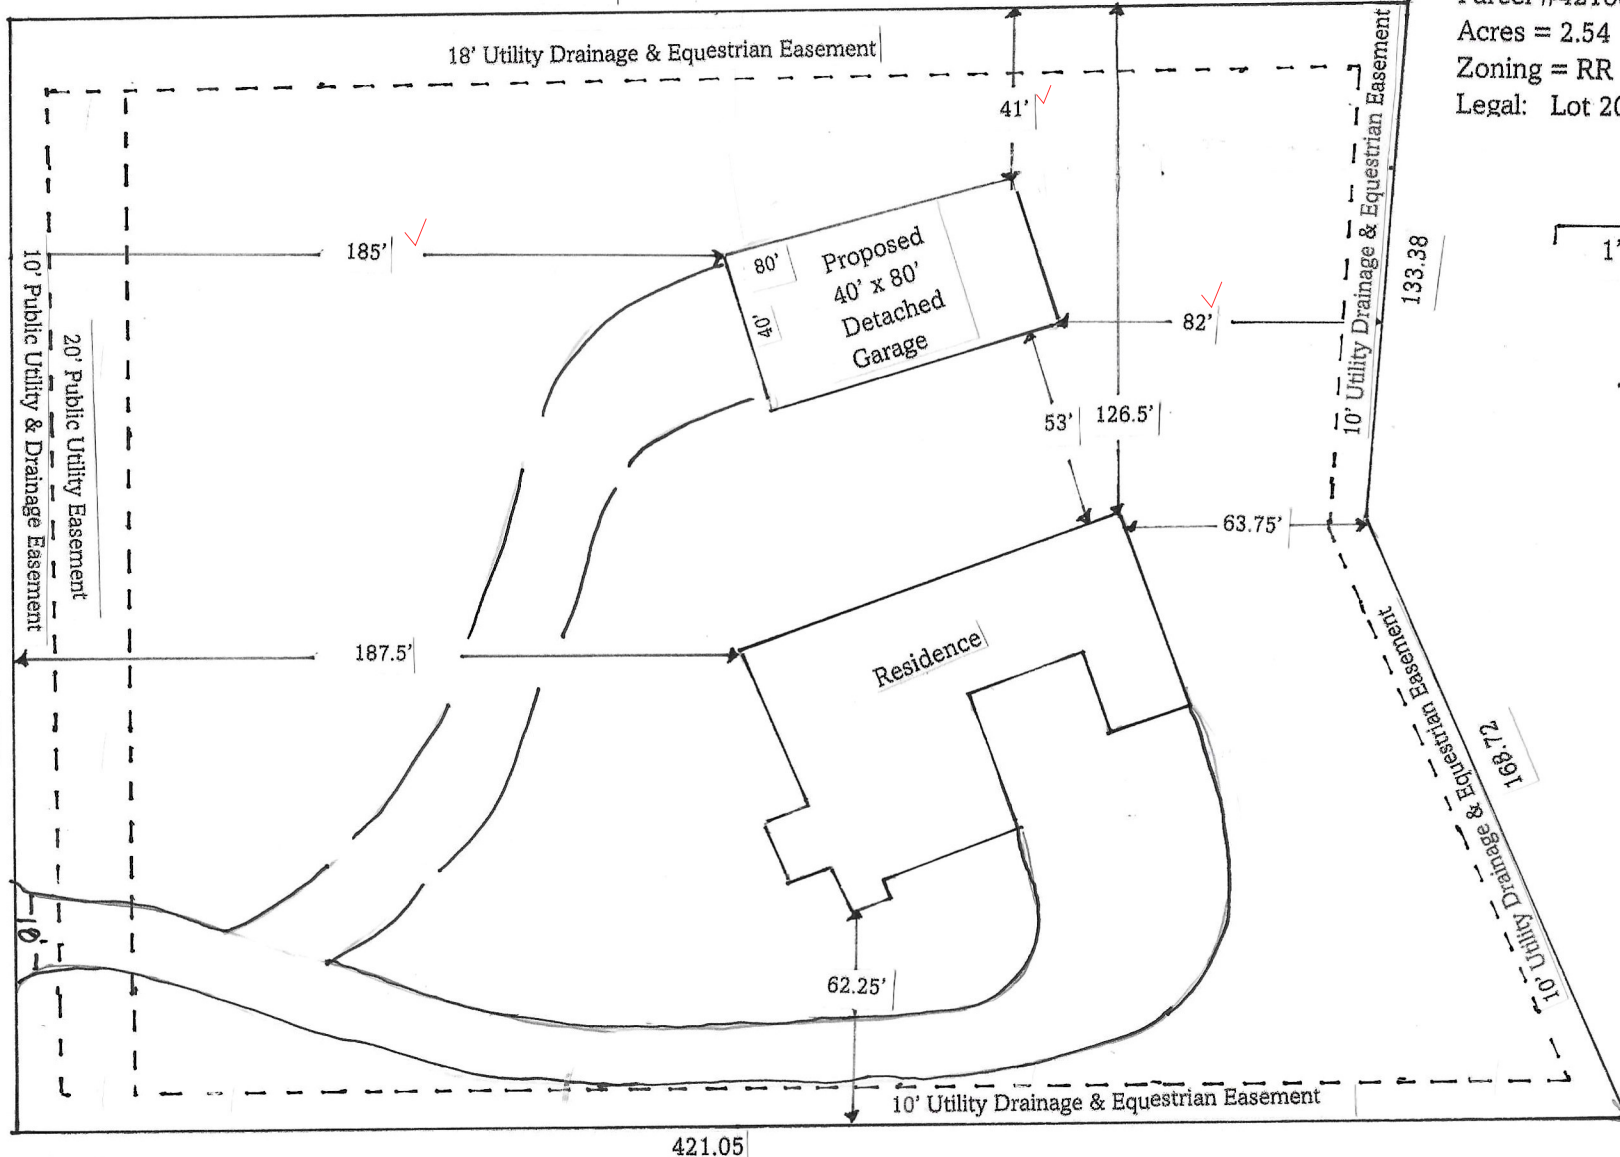 Acres = 2.54
Zoning = RR
Legal: Lot
18' Utility Drainage & Equestrian Easement
41'
10' Utility Drainage & Equestrian Easement
133.38
1'
185'
80'
40'
Proposed
40' x 80'
Detached
Garage
82'
10' Public Utility & Drainage Easement
20' Public Utility Easement
53'
126.5'
63.75'
187.5'
Residence
10' Utility Drainage & Equestrian Easement
168.72
18'
62.25'
10' Utility Drainage & Equestrian Easement
421.05